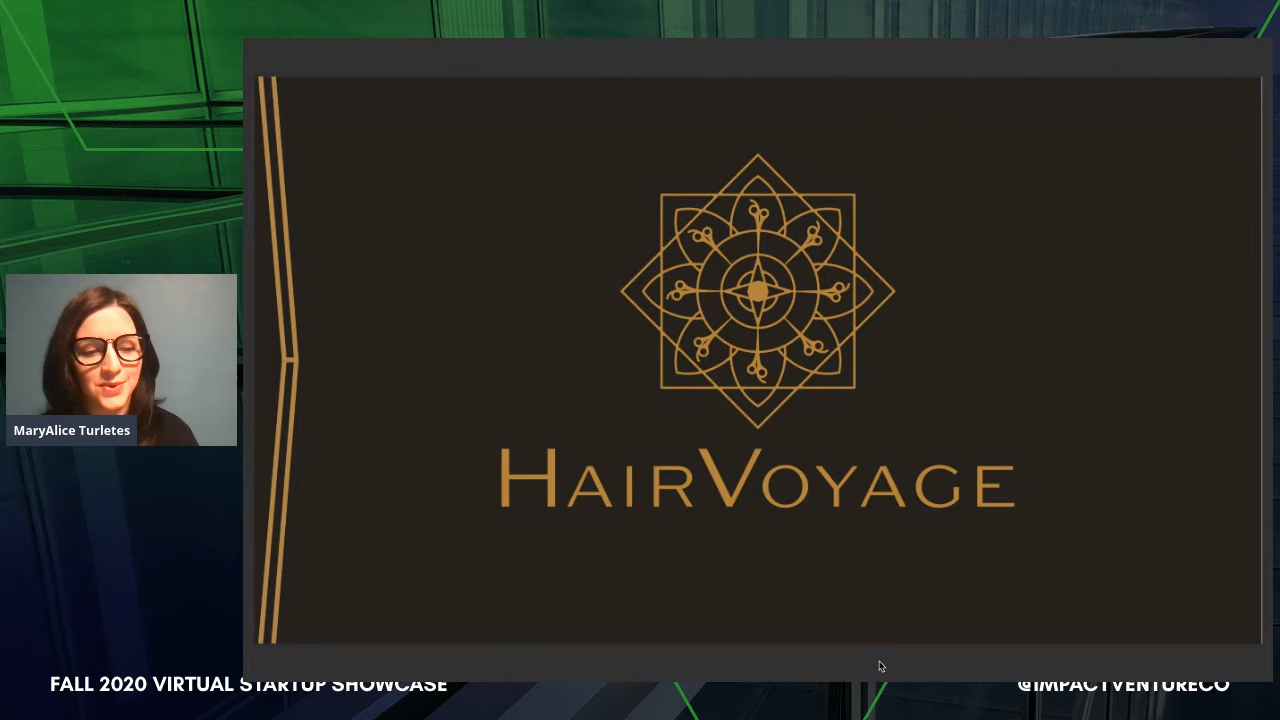 HAIRVOYAGE
MaryAlice Turletes
FALL 2020 VIRTUAL STARTUP SHOWCASE
@IMPACTVENTURECO